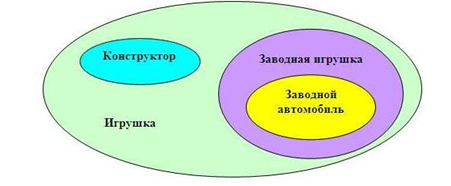 Конструктор
Заводная игрушка
Заводной
автомобиль
Игрушка